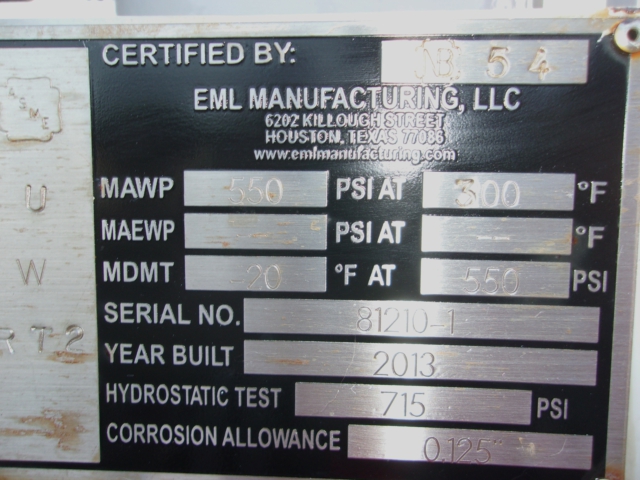 CERTIFIED BY: NB 54
EML MANUFACTURING, LLC
6202 KILLOUGH STREET
HOUSTON, TEXAS 77086
www.emlmanufacturing.com
ASME
U
W
RT2
MAWP 550 PSI AT 300 °F
MAEWP -- PSI AT -- °F
MDMT -20 °F AT 550 PSI
SERIAL NO. 81210-1
YEAR BUILT 2013
HYDROSTATIC TEST 715 PSI
CORROSION ALLOWANCE 0.125"